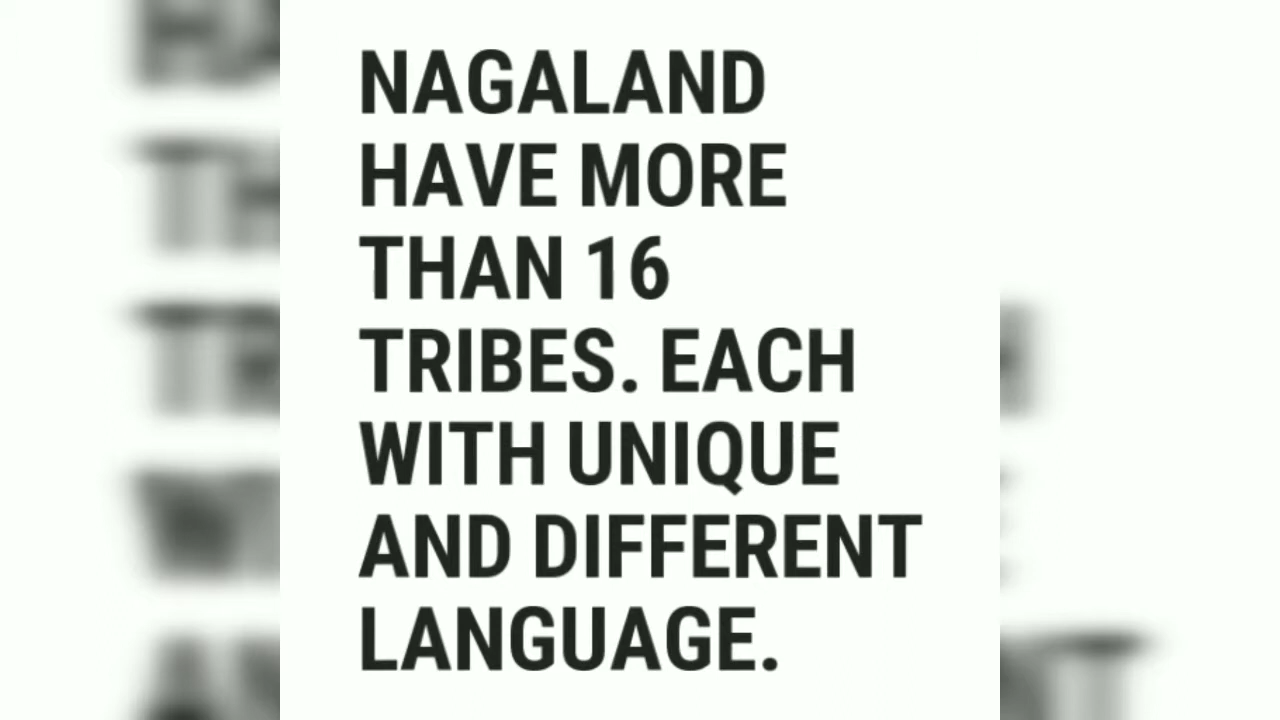 NAGALAND
HAVE MORE
THAN 16
TRIBES. EACH
WITH UNIQUE
AND DIFFERENT
LANGUAGE.